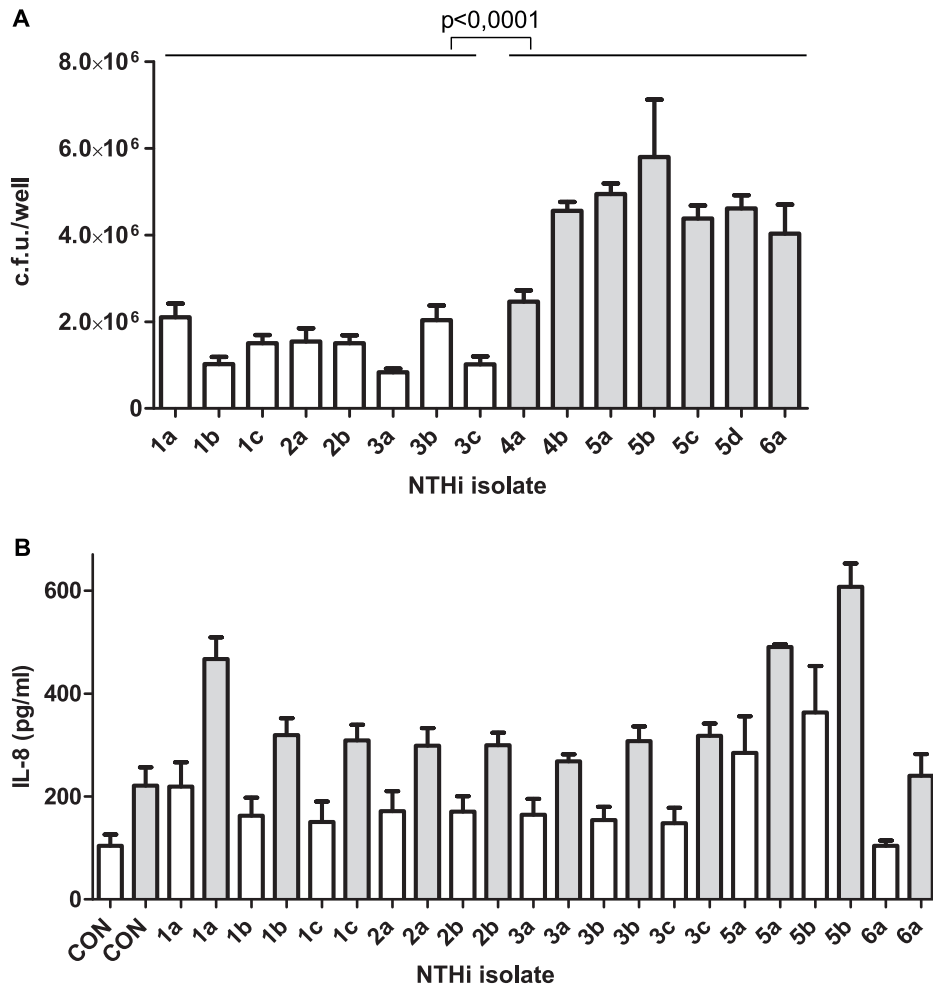 A
p<0,0001
8.0×10⁶
6.0×10⁶
4.0×10⁶
2.0×10⁶
0
c.f.u./well
1a 1b 1c 2a 2b 3a 3b 3c 4a 4b 5a 5b 5c 5d 6a
NTHi isolate
B
600
400
200
0
IL-8 (pg/ml)
CON CON 1a 1a 1b 1b 1c 1c 2a 2a 2b 2b 3a 3a 3b 3b 3c 3c 5a 5a 5b 5b 6a 6a
NTHi isolate